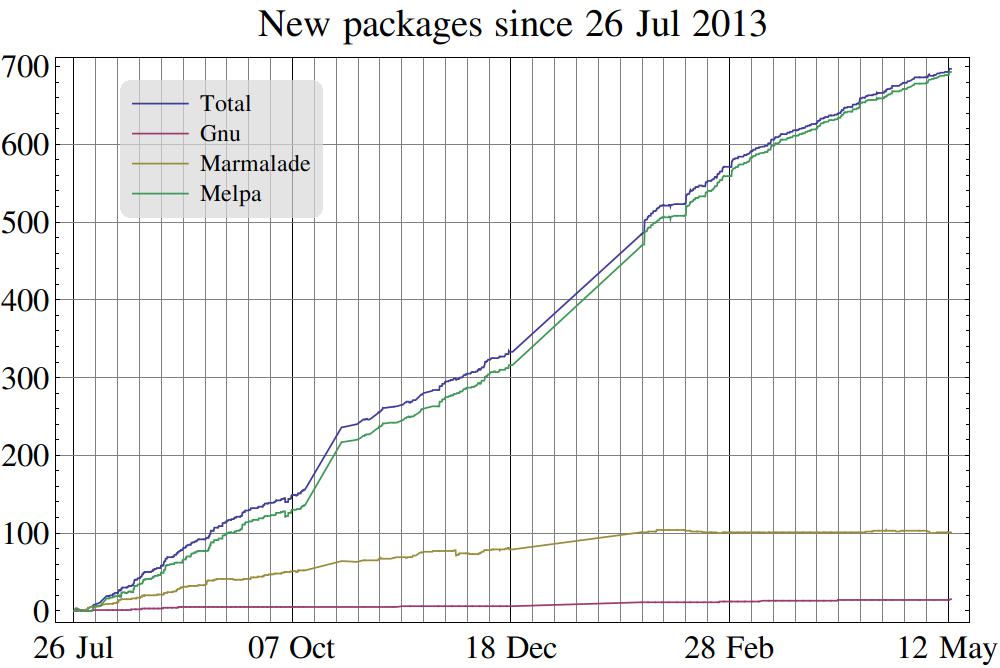 New packages since 26 Jul 2013
700
Total
Gnu
600
Marmalade
Melpa
500
400
300
200
100
0
26 Jul 07 Oct 18 Dec 28 Feb 12 May